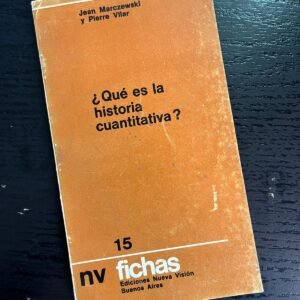 Jean Marczewski
y Pierre Vilar
¿Qué es la
historia
cuantitativa?
15
nv fichas
Ediciones Nueva Visión
Buenos Aires